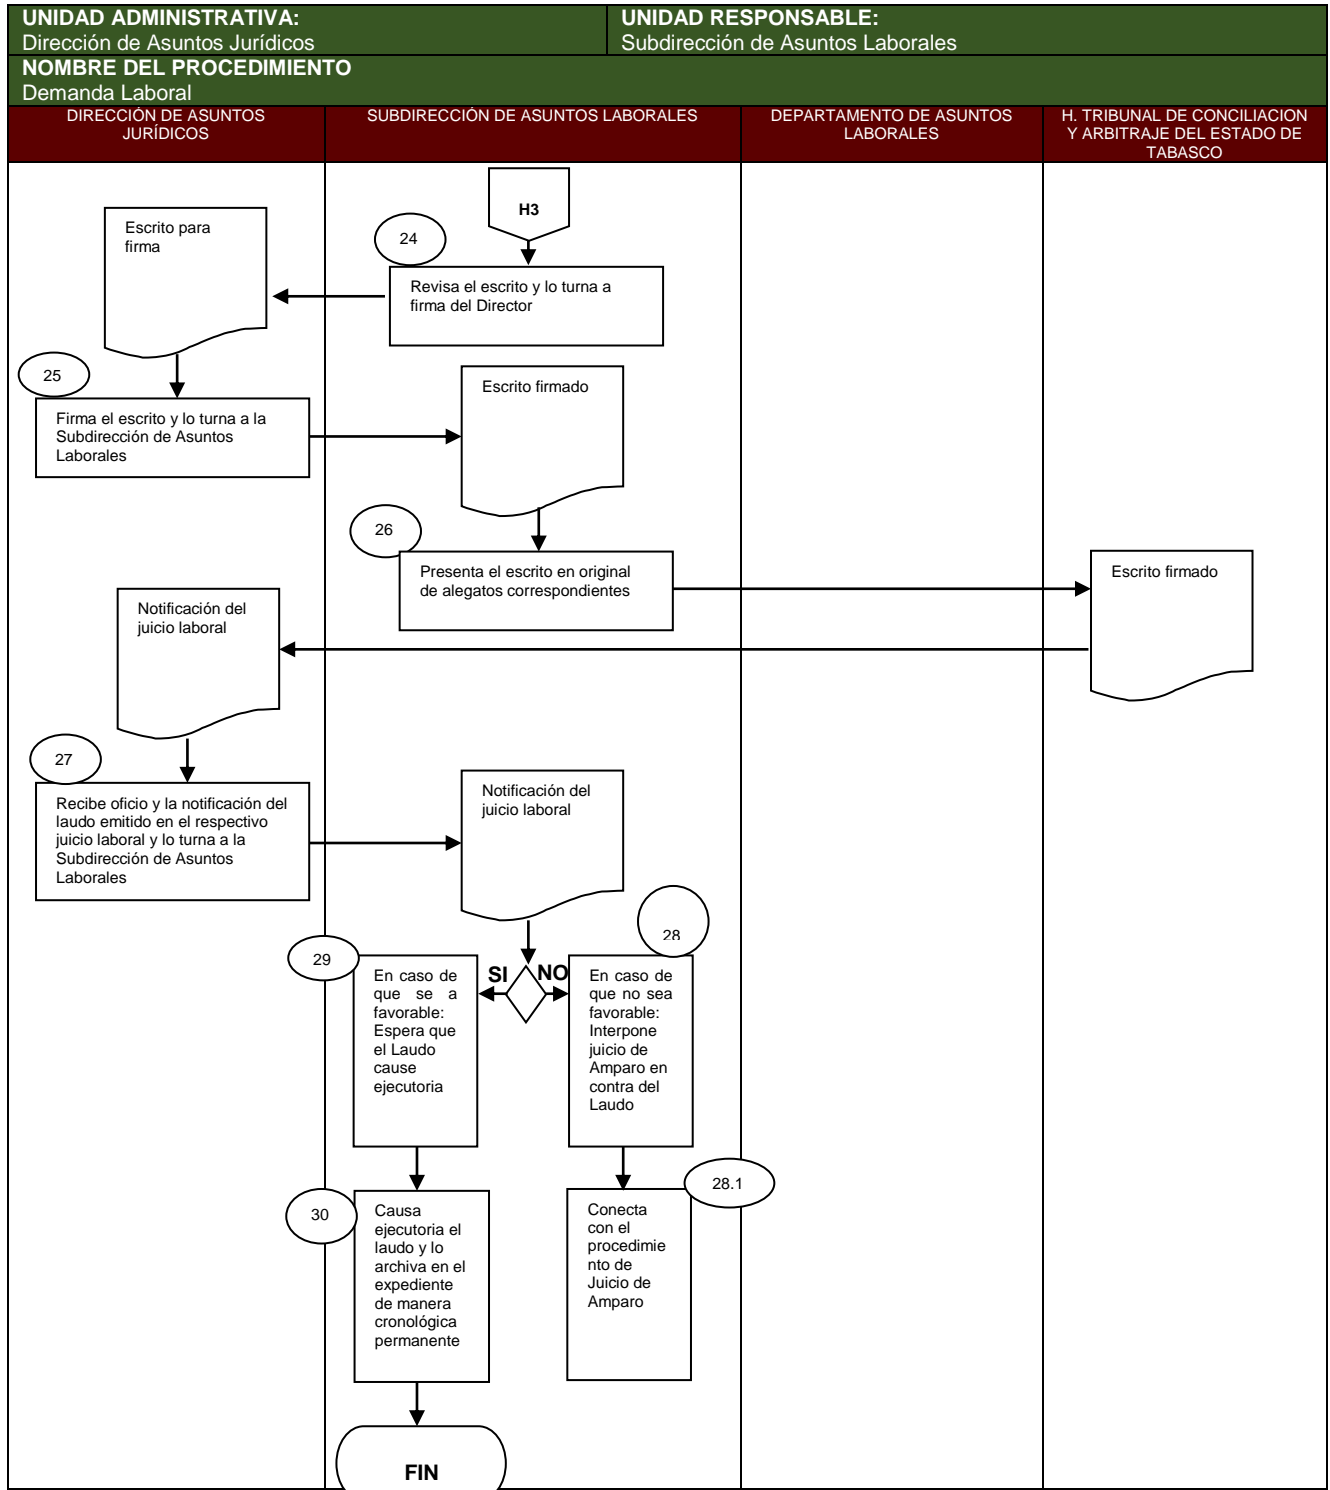 UNIDAD ADMINISTRATIVA:
Dirección de Asuntos Jurídicos
UNIDAD RESPONSABLE:
Subdirección de Asuntos Laborales
NOMBRE DEL PROCEDIMIENTO
Demanda Laboral
DIRECCIÓN DE ASUNTOS
JURÍDICOS
SUBDIRECCIÓN DE ASUNTOS LABORALES
DEPARTAMENTO DE ASUNTOS
LABORALES
H. TRIBUNAL DE CONCILIACION
Y ARBITRAJE DEL ESTADO DE
TABASCO
H3
24
Revisa el escrito y lo turna a
firma del Director
Escrito para
firma
25
Firma el escrito y lo turna a la
Subdirección de Asuntos
Laborales
Escrito firmado
26
Presenta el escrito en original
de alegatos correspondientes
Escrito firmado
Notificación del
juicio laboral
27
Recibe oficio y la notificación del
laudo emitido en el respectivo
juicio laboral y lo turna a la
Subdirección de Asuntos
Laborales
Notificación del
juicio laboral
SI
NO
28
En caso de
que no sea
favorable:
Interpone
juicio de
Amparo en
contra del
Laudo
28.1
Conecta
con el
procedimie
nto de
Juicio de
Amparo
29
En caso de
que se a
favorable:
Espera que
el Laudo
cause
ejecutoria
30
Causa
ejecutoria el
laudo y lo
archiva en el
expediente
de manera
cronológica
permanente
FIN